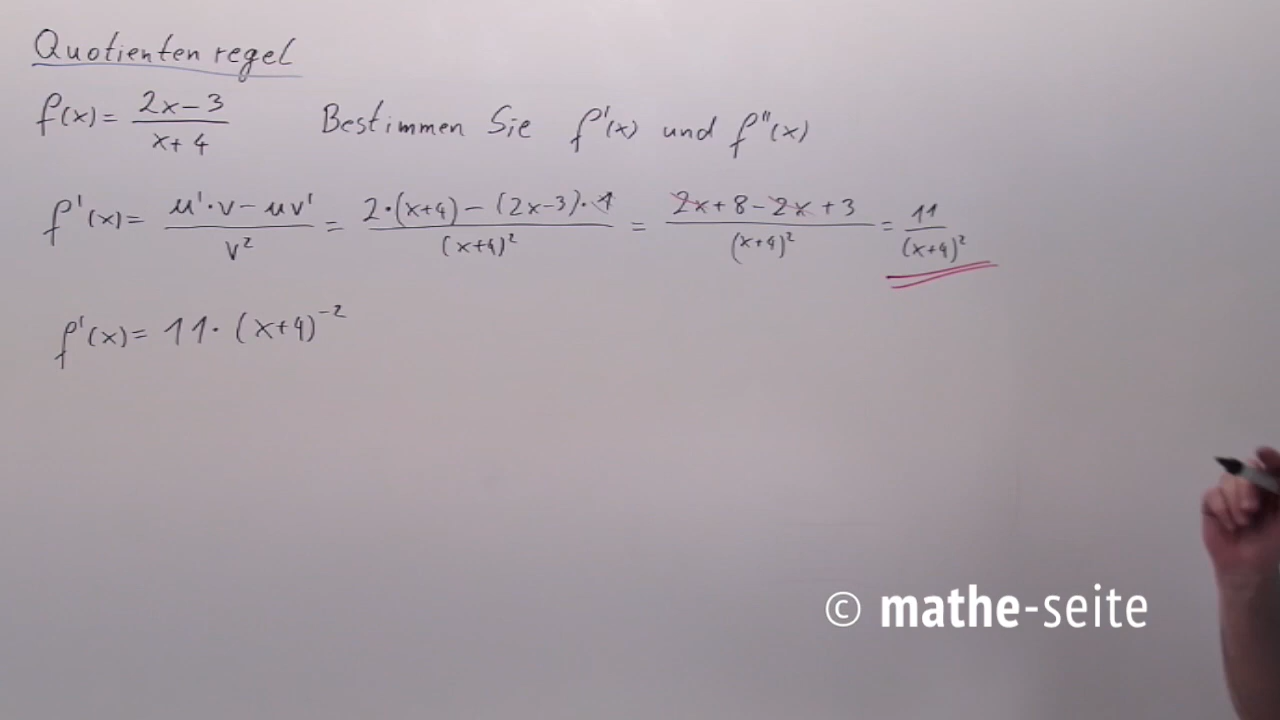 Quotientenregel
f(x) = (2x-3)/(x+4) Bestimmen Sie f'(x) und f''(x)
f'(x) = (u'·v - uv')/v² = (2·(x+4) - (2x-3)·1)/(x+4)² = (2x+8-2x+3)/(x+4)² = 11/(x+4)²
f'(x) = 11·(x+4)⁻²
© mathe-seite